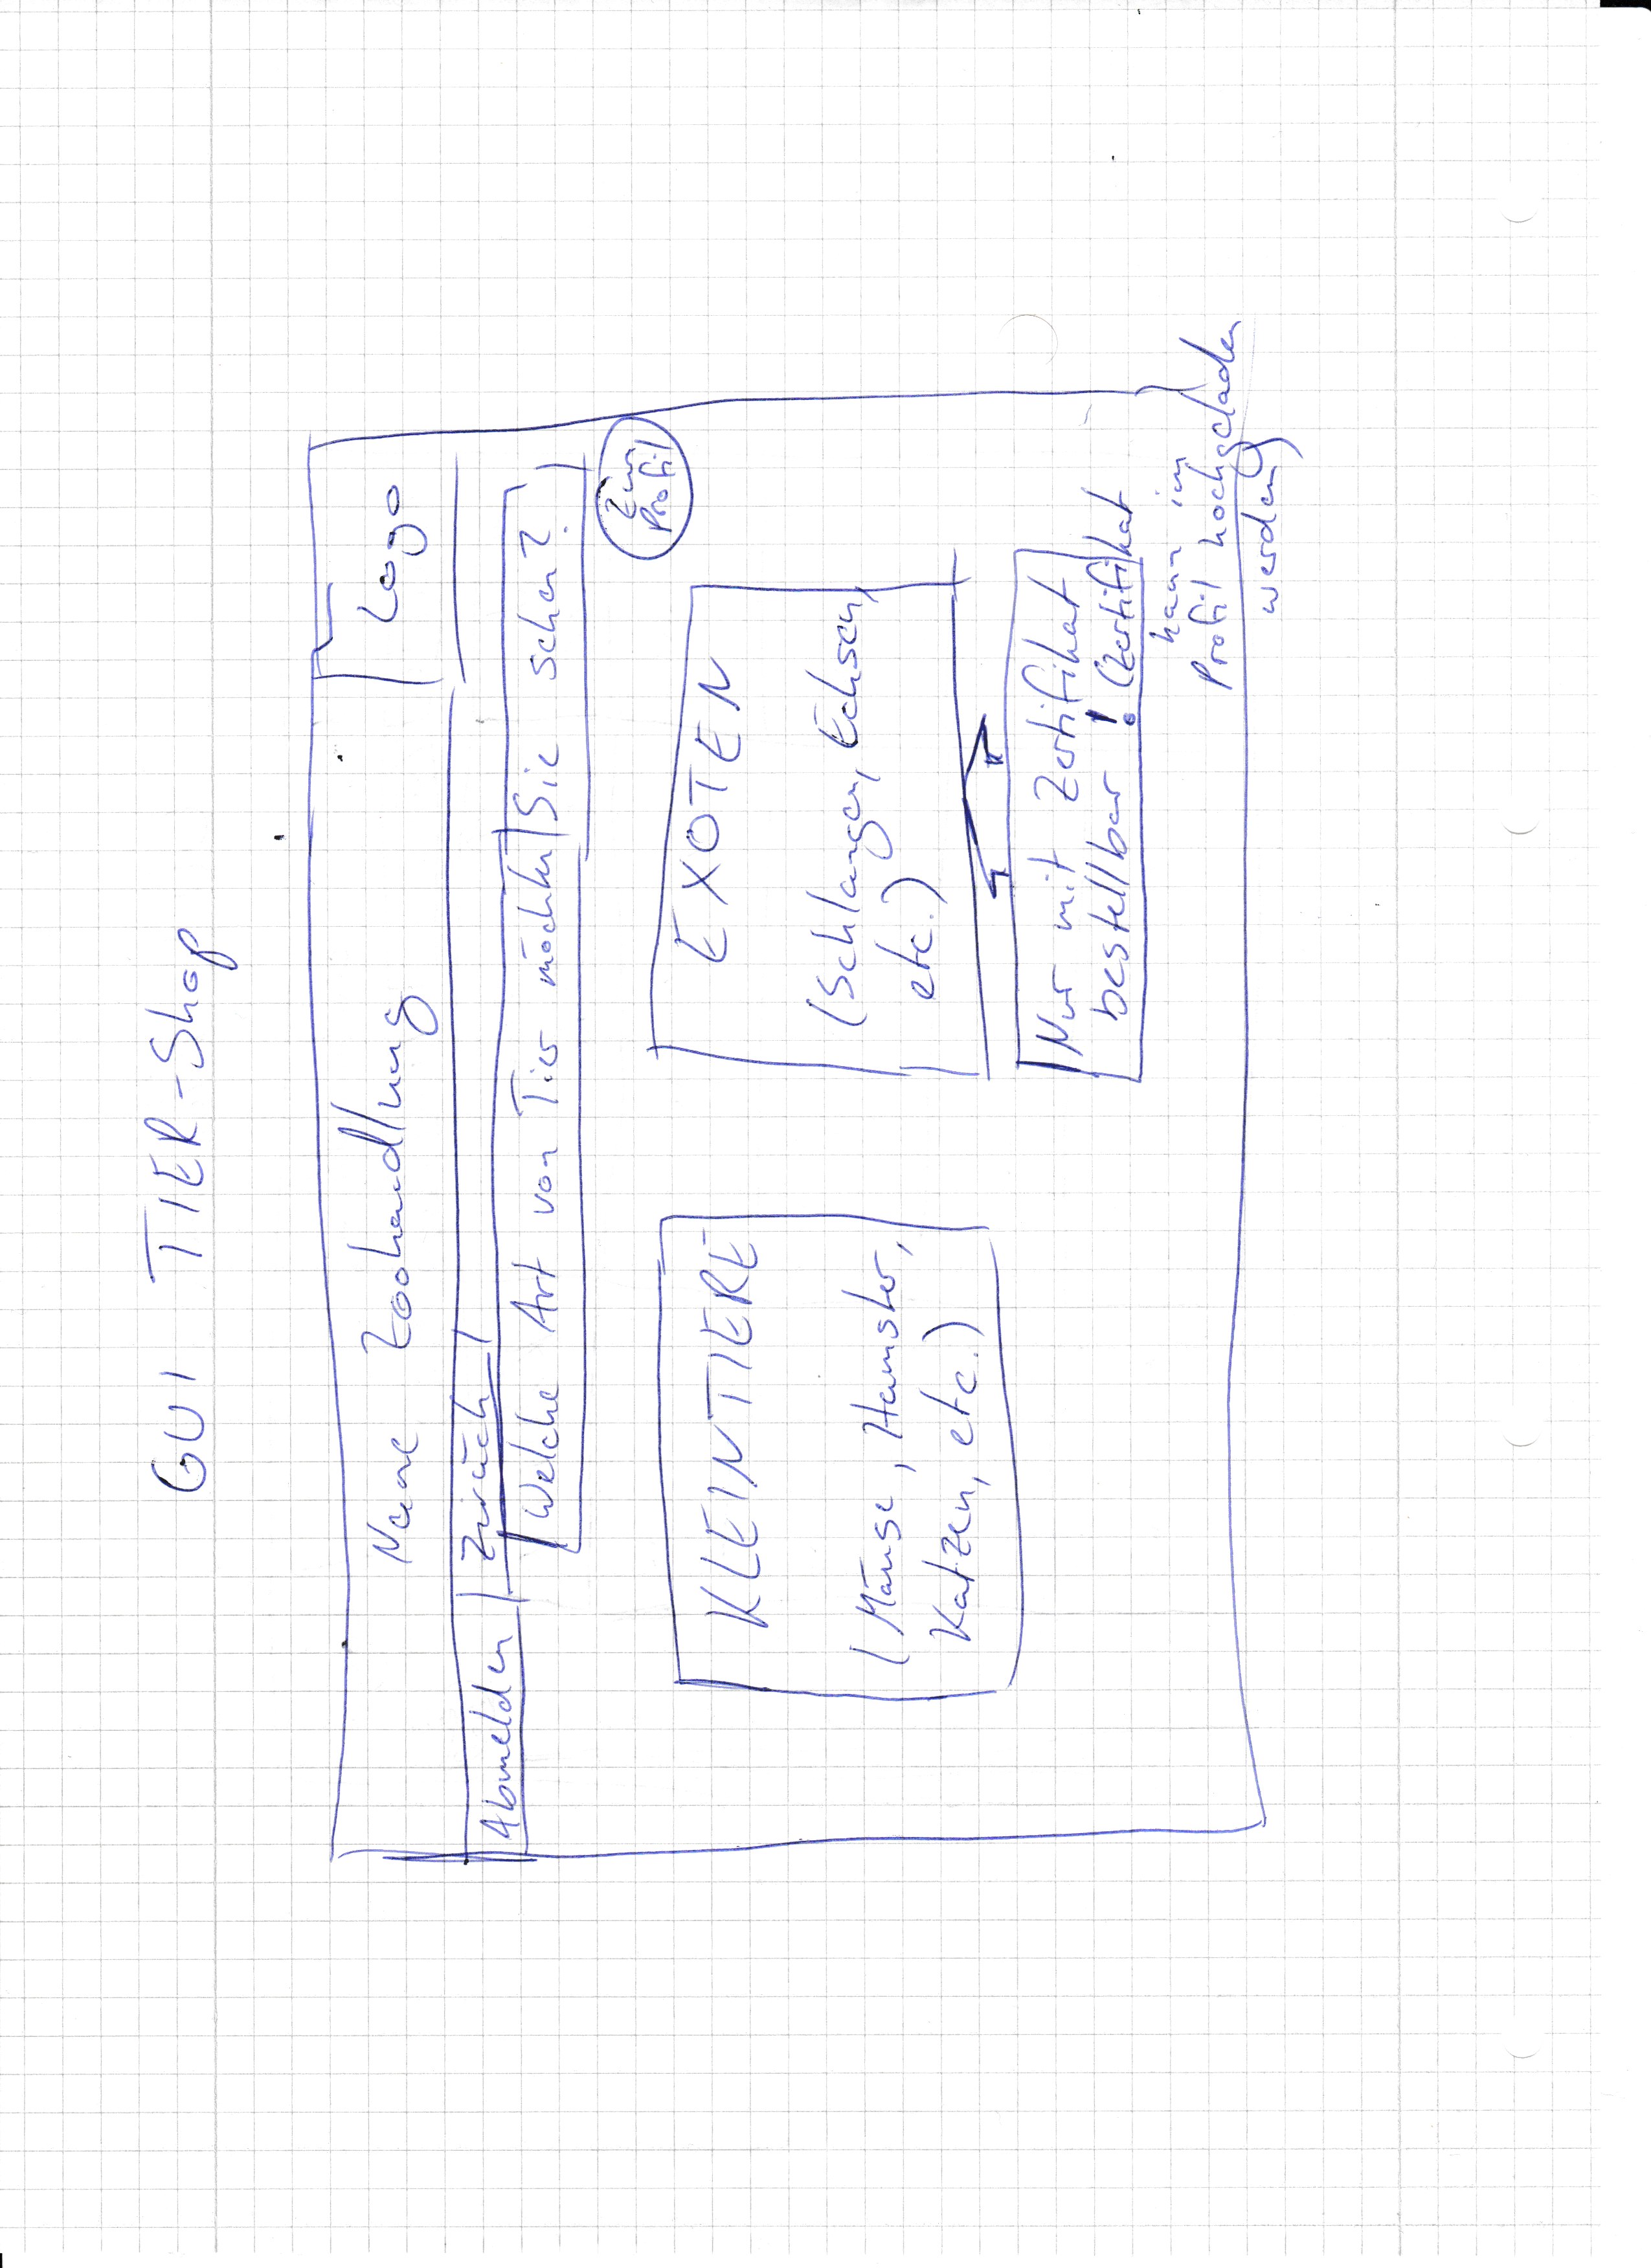 GUI TIER-Shop
Name Zoohandlung
Logo
Abmelden
Zurück
Welche Art von Tier möchten Sie sehen?
Zum
Profil
KLEINTIERE
(Mäuse, Hamster,
Katzen, etc.)
EXOTEN
(Schlangen, Echsen,
etc.)
Nur mit Zertifikat
bestellbar! (Zertifikat
kann im
Profil hochgeladen
werden)